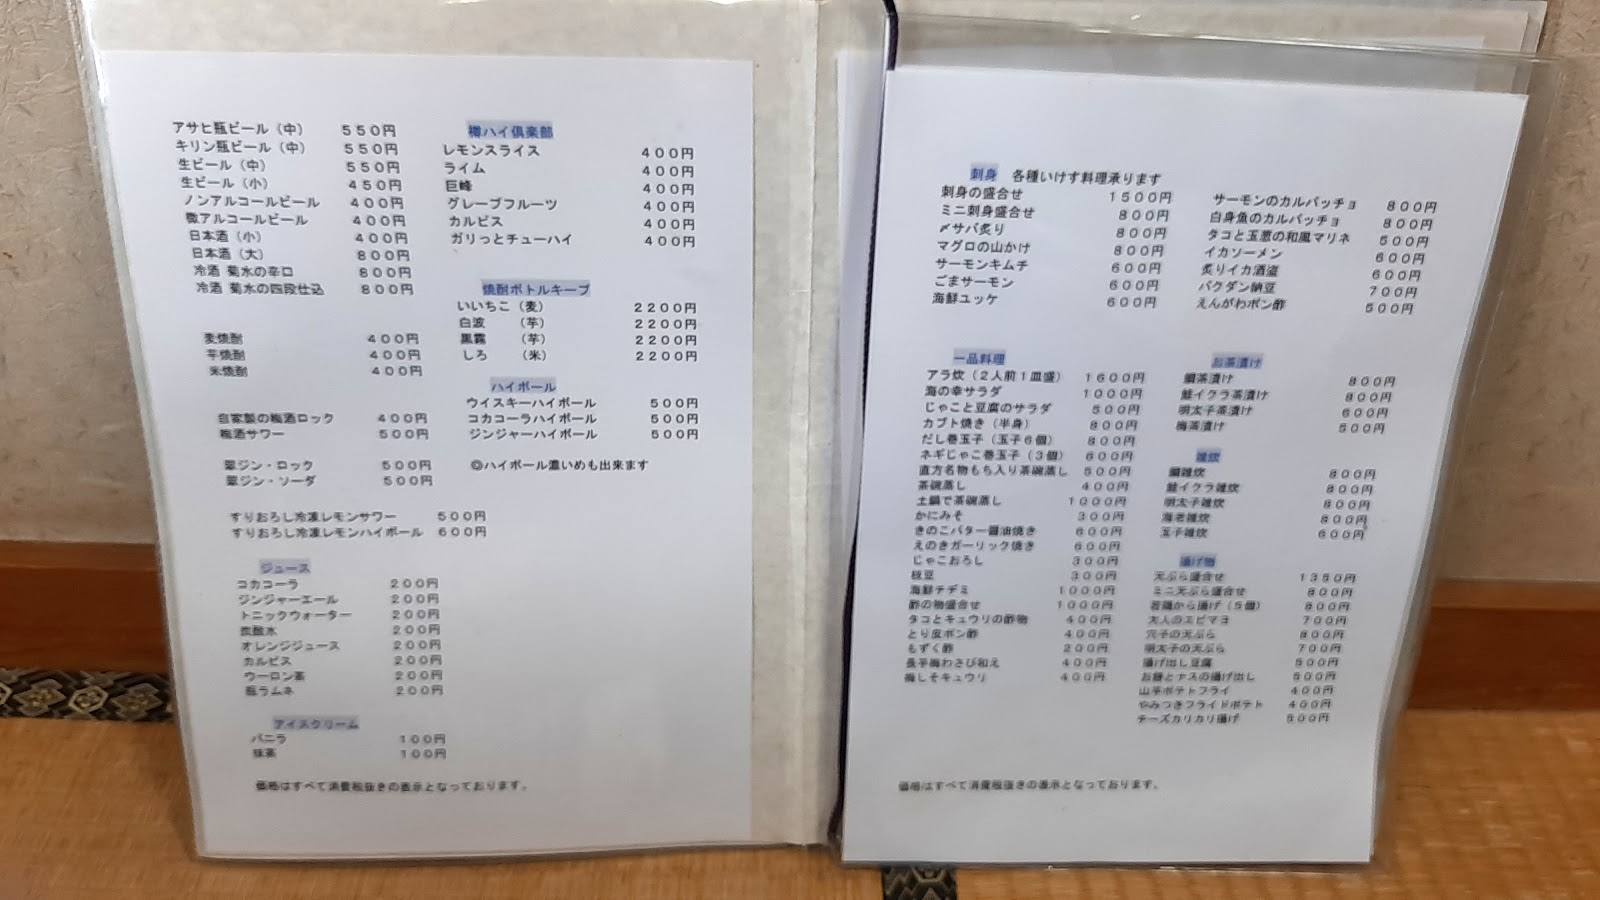 アサヒ瓶ビール（中） 550円
キリン瓶ビール（中） 550円
生ビール（中） 550円
生ビール（小） 450円
ノンアルコールビール 400円
微アルコールビール 400円
日本酒（小） 400円
日本酒（大） 800円
冷酒 菊水の辛口 800円
冷酒 菊水の四段仕込 800円
麦焼酎 400円
芋焼酎 400円
米焼酎 400円
自家製の梅酒ロック 400円
梅酒サワー 500円
翠ジン・ロック 500円
翠ジン・ソーダ 500円
すりおろし冷凍レモンサワー 500円
すりおろし冷凍レモンハイボール 600円
ジュース
コカコーラ 200円
ジンジャーエール 200円
トニックウォーター 200円
炭酸水 200円
オレンジジュース 200円
カルピス 200円
ウーロン茶 200円
瓶ラムネ 200円
アイスクリーム
バニラ 100円
抹茶 100円
価格はすべて消費税抜きの表示となっております。
樽ハイ倶楽部
レモンスライス 400円
ライム 400円
巨峰 400円
グレープフルーツ 400円
カルピス 400円
ガリっとチューハイ 400円
焼酎ボトルキープ
いいちこ（麦） 2200円
白波 （芋） 2200円
黒霧 （芋） 2200円
しろ （米） 2200円
ハイボール
ウイスキーハイボール 500円
コカコーラハイボール 500円
ジンジャーハイボール 500円
◎ハイボール濃いめも出来ます
刺身 各種いけす料理承ります
刺身の盛合せ 1500円
ミニ刺身盛合せ 800円
〆サバ炙り 800円
マグロの山かけ 800円
サーモンキムチ 600円
ごまサーモン 600円
海鮮ユッケ 600円
サーモンのカルパッチョ 800円
白身魚のカルパッチョ 800円
タコと玉葱の和風マリネ 500円
イカソーメン 600円
炙りイカ酒盗 600円
バクダン納豆 700円
えんがわポン酢 500円
一品料理
アラ炊（2人前1皿盛） 1600円
海の幸サラダ 1000円
じゃこと豆腐のサラダ 500円
カブト焼き（半身） 800円
だし巻玉子（玉子6個） 800円
ネギじゃこ巻玉子（3個） 600円
直方名物もち入り茶碗蒸し 500円
茶碗蒸し 400円
土鍋で茶碗蒸し 1000円
かにみそ 300円
きのこバター醤油焼き 600円
えのきガーリック焼き 600円
じゃこおろし 300円
枝豆 300円
海鮮チヂミ 1000円
酢の物盛合せ 1000円
タコとキュウリの酢物 400円
とり皮ポン酢 400円
もずく酢 200円
長芋梅わさび和え 400円
梅しそキュウリ 400円
お茶漬け
鯛茶漬け 800円
鮭イクラ茶漬け 800円
明太子茶漬け 600円
梅茶漬け 500円
雑炊
鯛雑炊 800円
鮭イクラ雑炊 800円
明太子雑炊 800円
海老雑炊 800円
玉子雑炊 600円
揚げ物
天ぷら盛合せ 1350円
ミニ天ぷら盛合せ 800円
若鶏から揚げ（5個） 800円
大人のエビマヨ 700円
穴子の天ぷら 800円
明太子の天ぷら 700円
揚げ出し豆腐 500円
お餅とナスの揚げ出し 500円
山芋ポテトフライ 400円
やみつきフライドポテト 400円
チーズカリカリ揚げ 500円
価格はすべて消費税抜きの表示となっております。